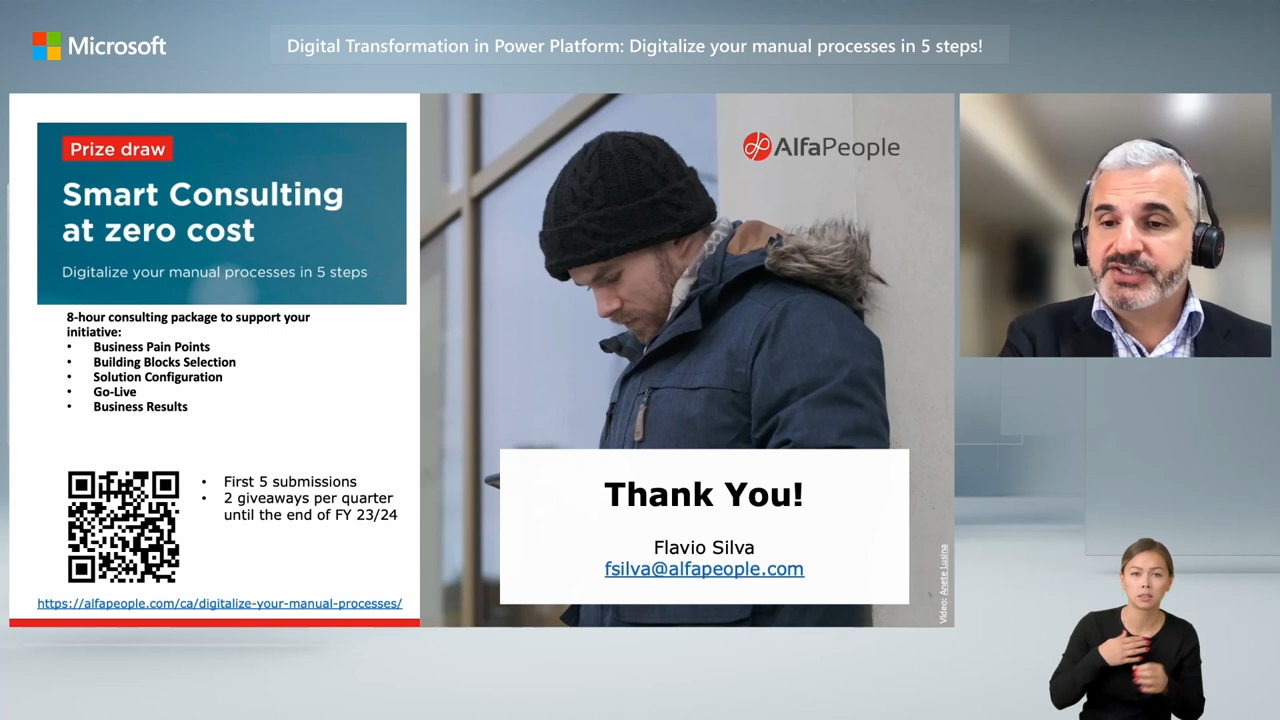 Microsoft
Digital Transformation in Power Platform: Digitalize your manual processes in 5 steps!
Prize draw
Smart Consulting
at zero cost
Digitalize your manual processes in 5 steps
8-hour consulting package to support your
initiative:
• Business Pain Points
• Building Blocks Selection
• Solution Configuration
• Go-Live
• Business Results
• First 5 submissions
• 2 giveaways per quarter
until the end of FY 23/24
https://alfapeople.com/ca/digitalize-your-manual-processes/
AlfaPeople
Thank You!
Flavio Silva
fsilva@alfapeople.com
Video: Anete Lusina